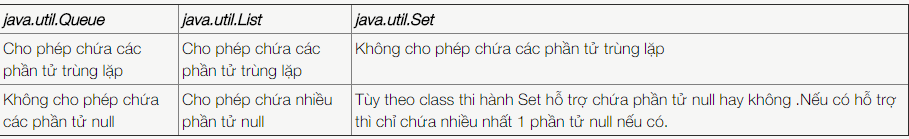 java.util.Queue java.util.List java.util.Set
Cho phép chứa các Cho phép chứa các Không cho phép chứa các phần tử trùng lặp
phần tử trùng lặp phần tử trùng lặp
Không cho phép chứa Cho phép chứa nhiều Tùy theo class thi hành Set hỗ trợ chứa phần tử null hay không .Nếu có hỗ trợ
các phần tử null phần tử null thì chỉ chứa nhiều nhất 1 phần tử null nếu có.